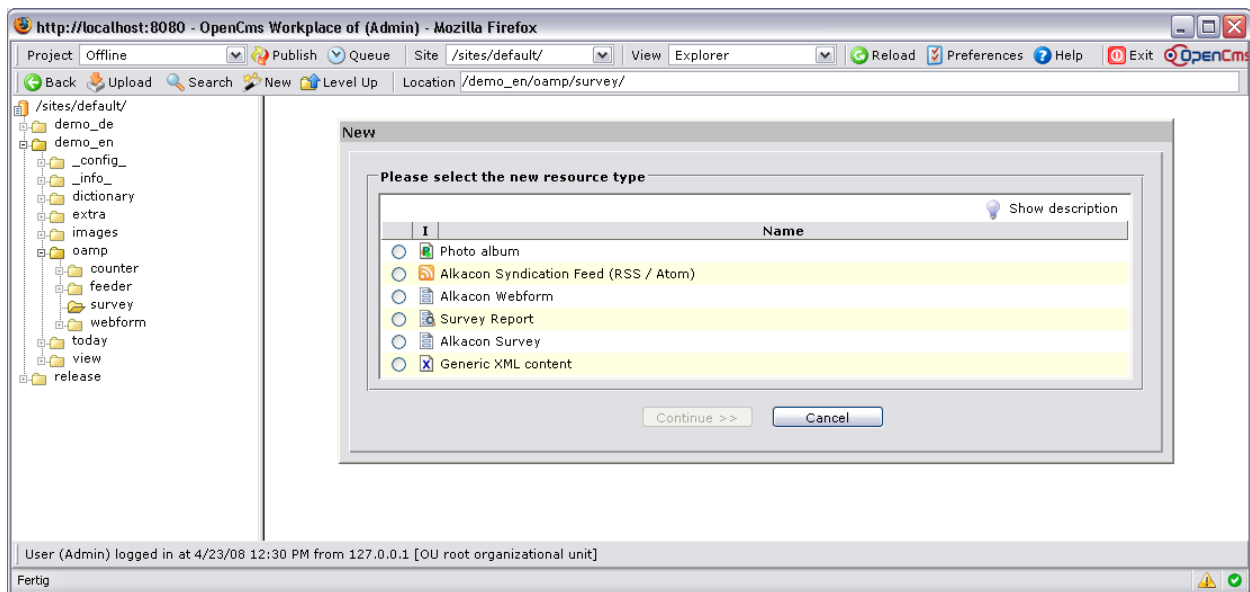 http://localhost:8080 - OpenCms Workplace of (Admin) - Mozilla Firefox
Project Offline Publish Queue Site /sites/default/ View Explorer Reload Preferences Help Exit OpenCms
Back Upload Search New Level Up Location /demo_en/oamp/survey/
/sites/default/
demo_de
demo_en
_config_
_info_
dictionary
extra
images
oamp
counter
feeder
survey
webform
today
view
release
New
Please select the new resource type
Show description
I Name
Photo album
Alkacon Syndication Feed (RSS / Atom)
Alkacon Webform
Survey Report
Alkacon Survey
Generic XML content
Continue >> Cancel
User (Admin) logged in at 4/23/08 12:30 PM from 127.0.0.1 [OU root organizational unit]
Fertig